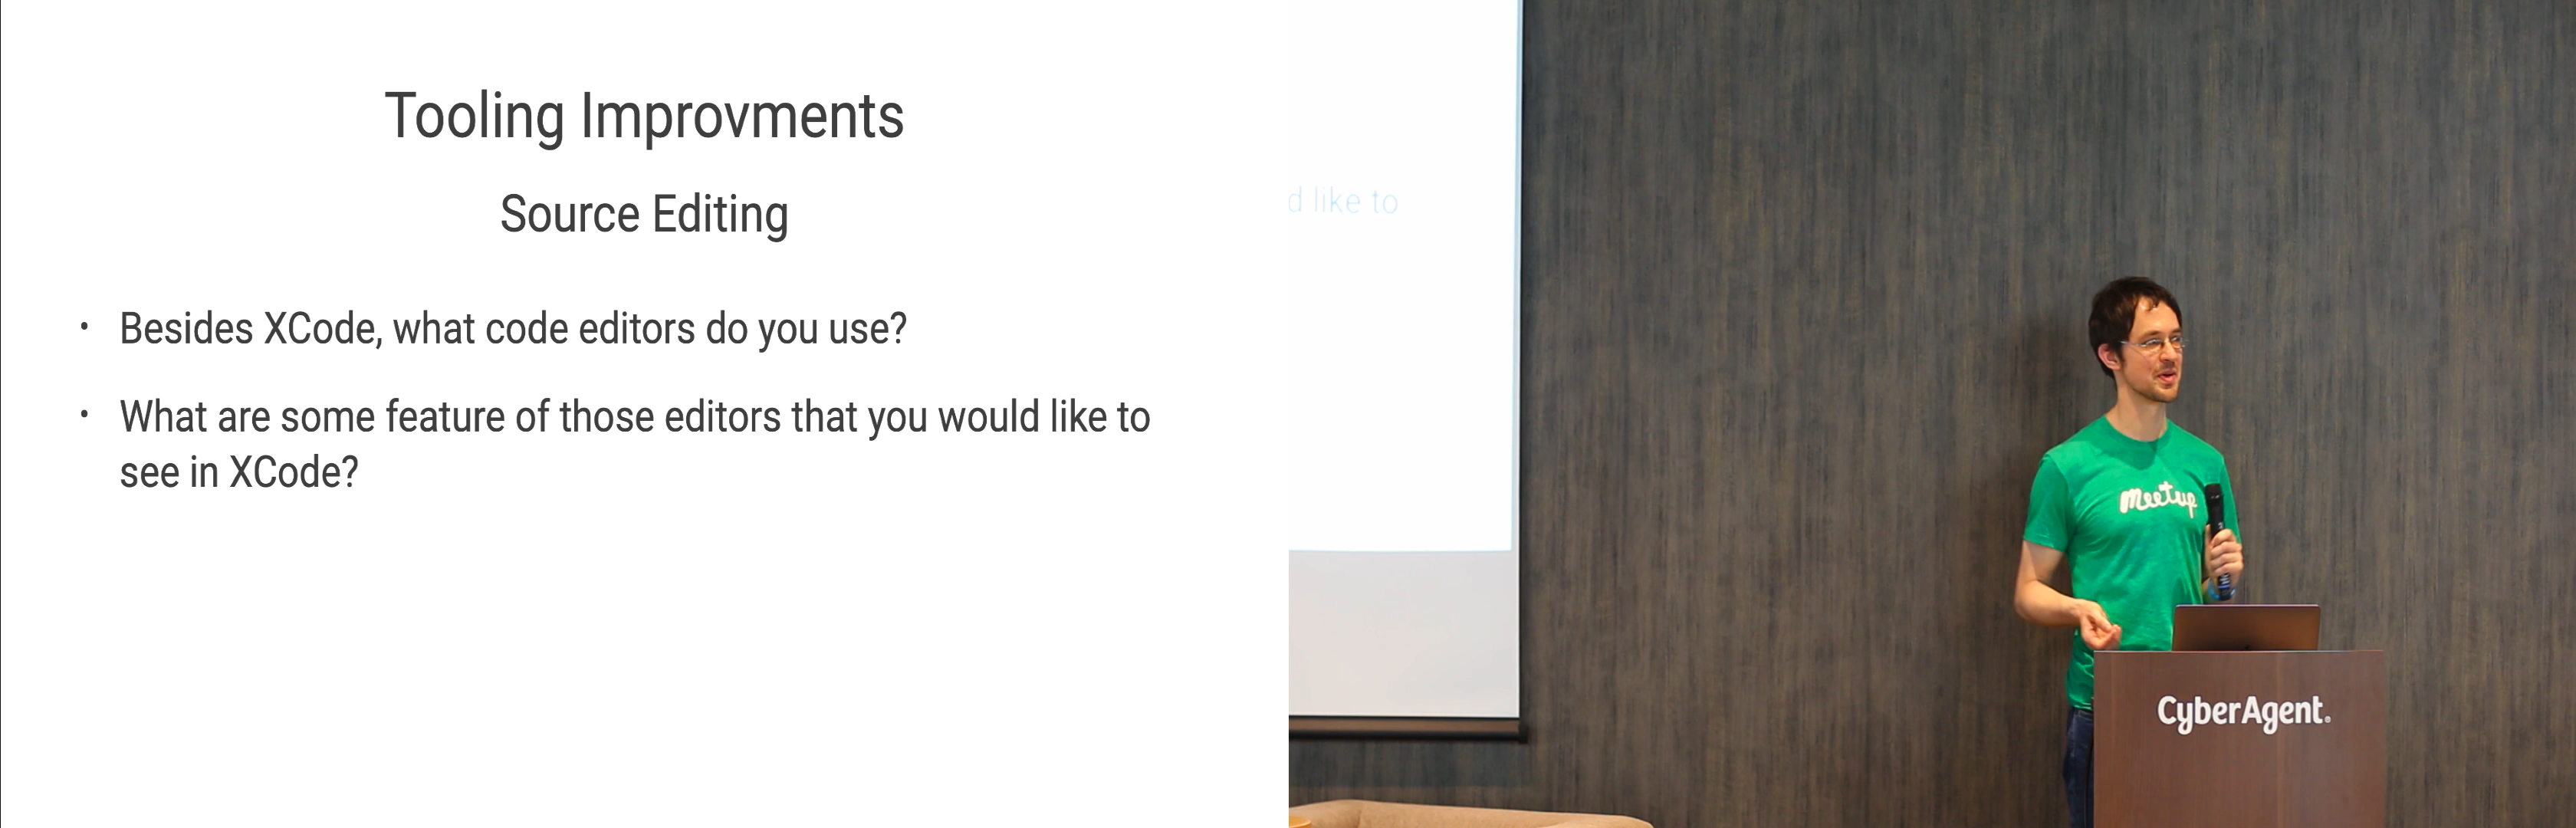 Tooling Improvments
Source Editing
• Besides XCode, what code editors do you use?
• What are some feature of those editors that you would like to
see in XCode?
d like to
meetup
CyberAgent.